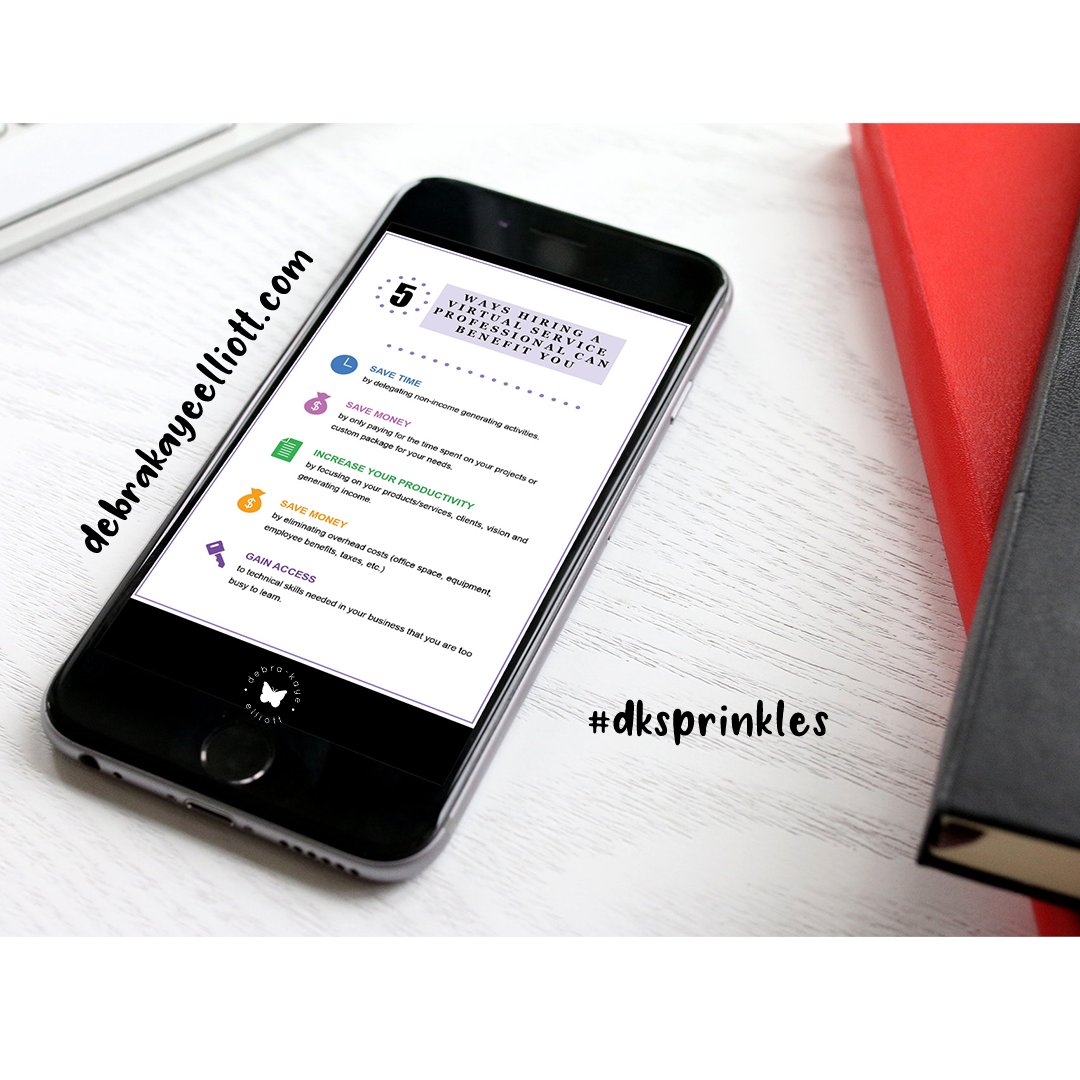 debrakayeelliott.com
5
WAYS HIRING A
VIRTUAL SERVICE
PROFESSIONAL CAN
BENEFIT YOU
SAVE TIME
by delegating non-income generating activities.
SAVE MONEY
by only paying for the time spent on your projects or
custom package for your needs.
INCREASE YOUR PRODUCTIVITY
by focusing on your products/services, clients, vision and
generating income.
SAVE MONEY
by eliminating overhead costs (office space, equipment,
employee benefits, taxes, etc.)
GAIN ACCESS
to technical skills needed in your business that you are too
busy to learn.
debra-kaye
elliott
#dksprinkles